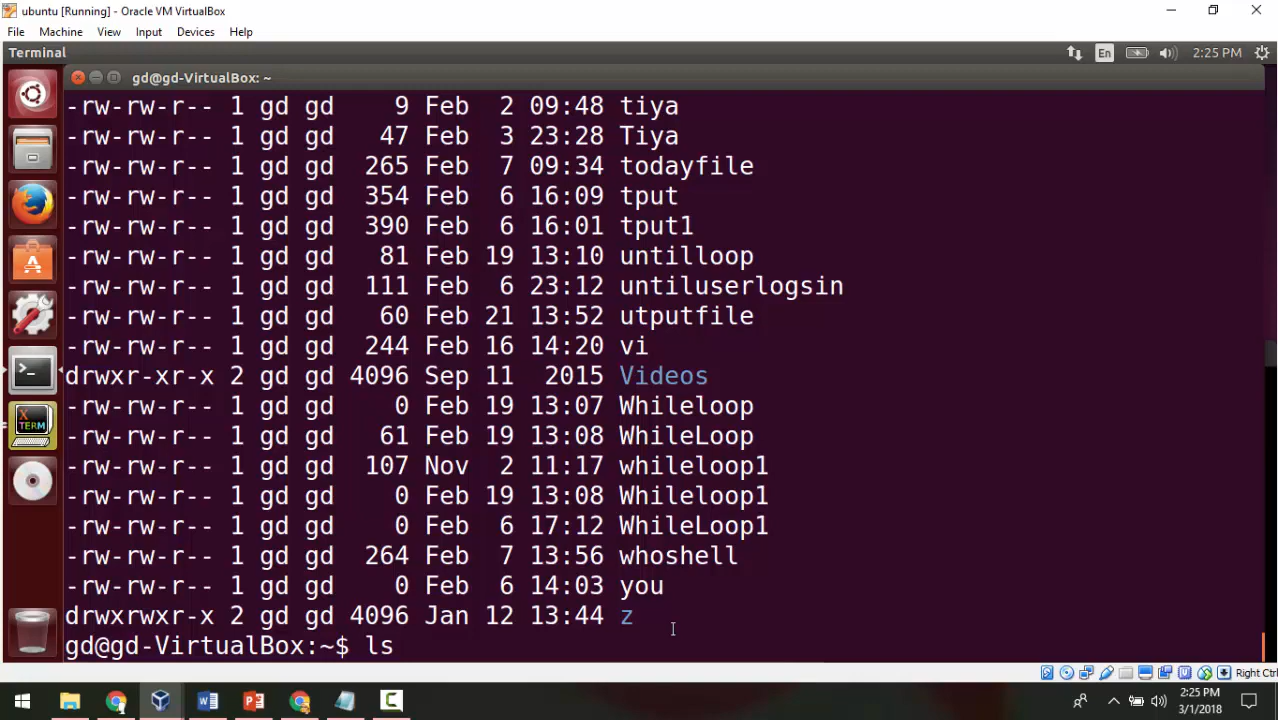 ubuntu [Running] - Oracle VM VirtualBox
File Machine View Input Devices Help
Terminal En 2:25 PM
gd@gd-VirtualBox: ~
-rw-rw-r-- 1 gd gd    9 Feb  2 09:48 tiya
-rw-rw-r-- 1 gd gd   47 Feb  3 23:28 Tiya
-rw-rw-r-- 1 gd gd  265 Feb  7 09:34 todayfile
-rw-rw-r-- 1 gd gd  354 Feb  6 16:09 tput
-rw-rw-r-- 1 gd gd  390 Feb  6 16:01 tput1
-rw-rw-r-- 1 gd gd   81 Feb 19 13:10 untilloop
-rw-rw-r-- 1 gd gd  111 Feb  6 23:12 untiluserlogsin
-rw-rw-r-- 1 gd gd   60 Feb 21 13:52 utputfile
-rw-rw-r-- 1 gd gd  244 Feb 16 14:20 vi
drwxr-xr-x 2 gd gd 4096 Sep 11  2015 Videos
-rw-rw-r-- 1 gd gd    0 Feb 19 13:07 Whileloop
-rw-rw-r-- 1 gd gd   61 Feb 19 13:08 WhileLoop
-rw-rw-r-- 1 gd gd  107 Nov  2 11:17 whileloop1
-rw-rw-r-- 1 gd gd    0 Feb 19 13:08 Whileloop1
-rw-rw-r-- 1 gd gd    0 Feb  6 17:12 WhileLoop1
-rw-rw-r-- 1 gd gd  264 Feb  7 13:56 whoshell
-rw-rw-r-- 1 gd gd    0 Feb  6 14:03 you
drwxrwxr-x 2 gd gd 4096 Jan 12 13:44 z
gd@gd-VirtualBox:~$ ls
X TERM
Right Ctrl
2:25 PM
3/1/2018